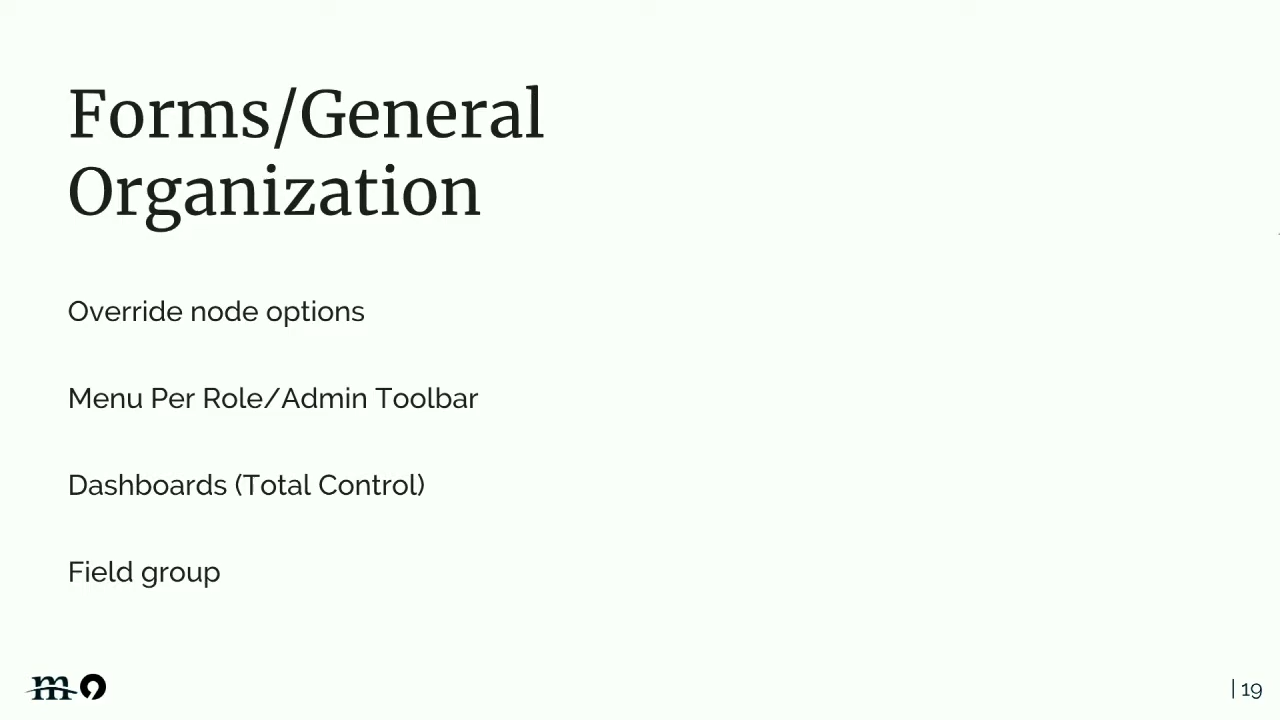 Forms/General
Organization
Override node options
Menu Per Role/Admin Toolbar
Dashboards (Total Control)
Field group
m
| 19